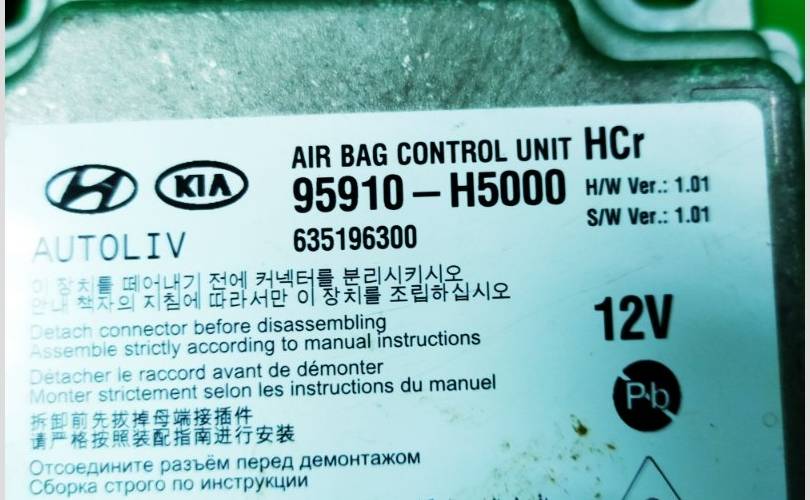 AIR BAG CONTROL UNIT HCr
KIA 95910-H5000 H/W Ver.: 1.01
S/W Ver.: 1.01
AUTOLIV 635196300
이 장치를 떼어내기 전에 커넥터를 분리시키시오
안내 책자의 지침에 따라서만 이 장치를 조립하십시오
12V
Detach connector before disassembling
Assemble strictly according to manual instructions
Détacher le raccord avant de démonter
Monter strictement selon les instructions du manuel
Pb
拆卸前先拔掉母端接插件
请严格按照装配指南进行安装
Отсоедините разъём перед демонтажом
Сборка строго по инструкции